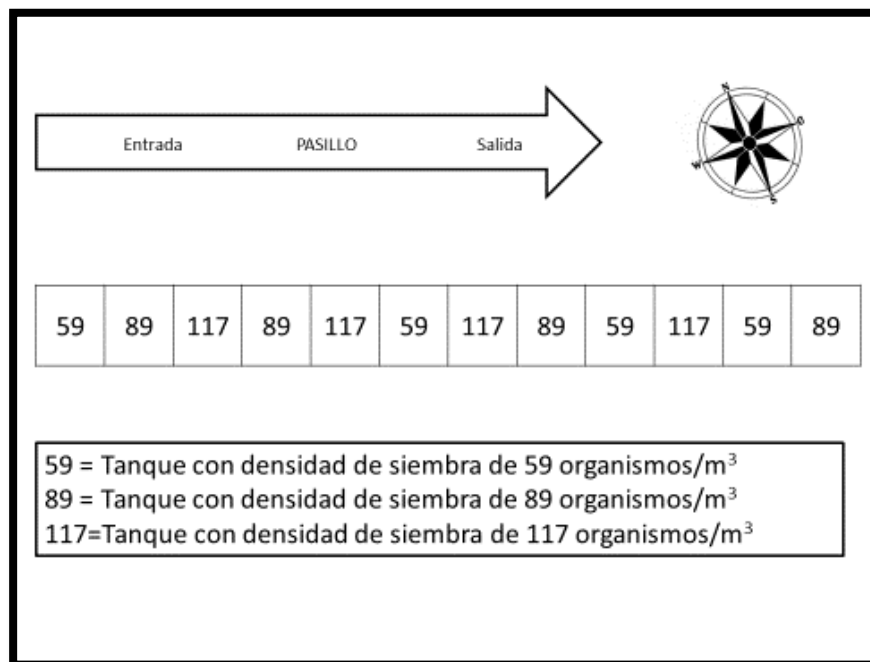 N
Entrada PASILLO Salida
O
W
S
59 89 117 89 117 59 117 89 59 117 59 89
59 = Tanque con densidad de siembra de 59 organismos/m³
89 = Tanque con densidad de siembra de 89 organismos/m³
117=Tanque con densidad de siembra de 117 organismos/m³